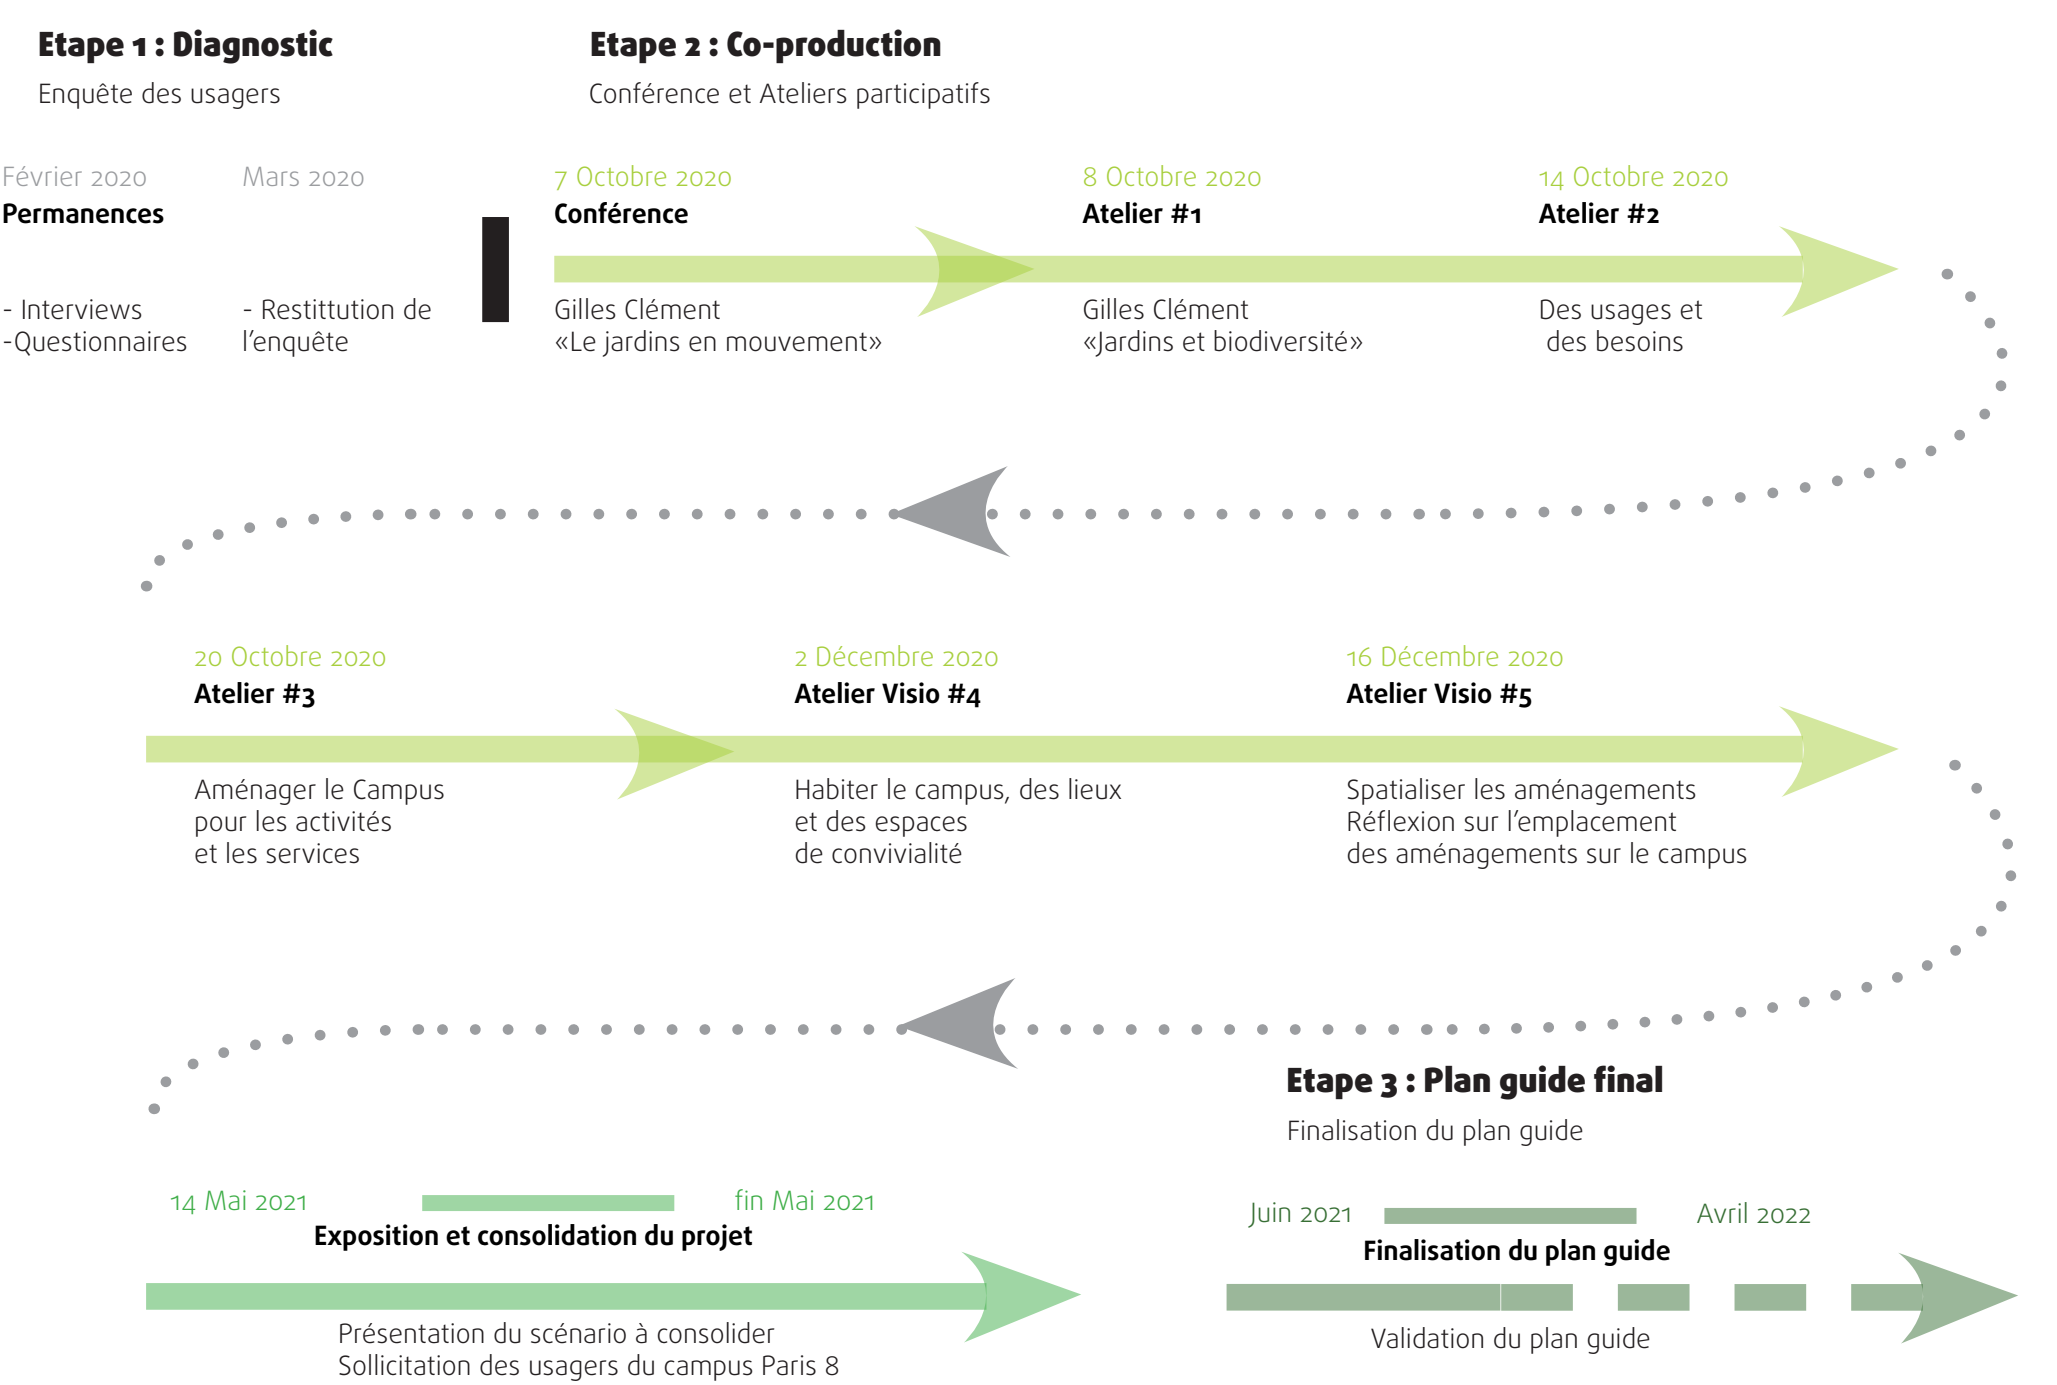 Etape 1 : Diagnostic
Enquête des usagers
Etape 2 : Co-production
Conférence et Ateliers participatifs
Février 2020
Permanences
- Interviews
-Questionnaires
Mars 2020
- Restittution de
l'enquête
7 Octobre 2020
Conférence
Gilles Clément
«Le jardins en mouvement»
8 Octobre 2020
Atelier #1
Gilles Clément
«Jardins et biodiversité»
14 Octobre 2020
Atelier #2
Des usages et
des besoins
20 Octobre 2020
Atelier #3
Aménager le Campus
pour les activités
et les services
2 Décembre 2020
Atelier Visio #4
Habiter le campus, des lieux
et des espaces
de convivialité
16 Décembre 2020
Atelier Visio #5
Spatialiser les aménagements
Réflexion sur l'emplacement
des aménagements sur le campus
14 Mai 2021
fin Mai 2021
Exposition et consolidation du projet
Présentation du scénario à consolider
Sollicitation des usagers du campus Paris 8
Etape 3 : Plan guide final
Finalisation du plan guide
Juin 2021
Avril 2022
Finalisation du plan guide
Validation du plan guide